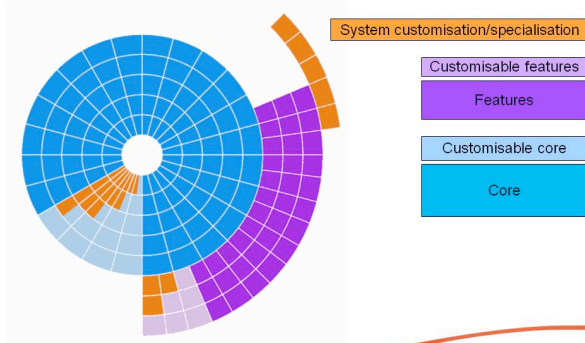 System customisation/specialisation
Customisable features
Features
Customisable core
Core